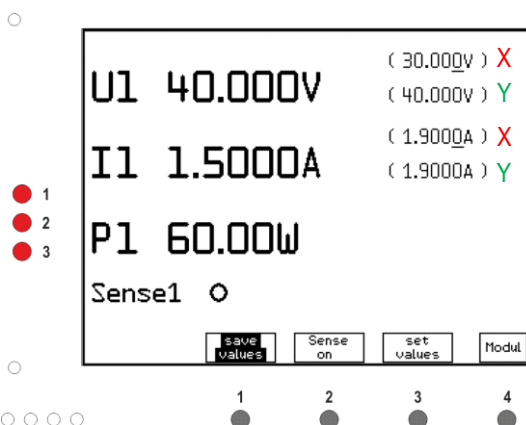 ( 30.000V ) X
U1 40.000V
( 40.000V ) Y
( 1.9000A ) X
I1 1.5000A
( 1.9000A ) Y
1
2
3
P1 60.00W
Sense1 O
save values
Sense on
set values
Modul
1 2 3 4